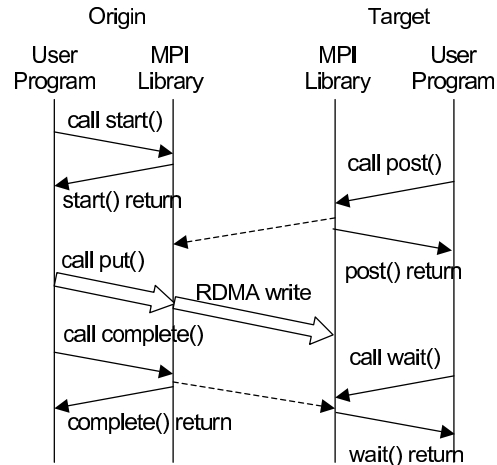 Origin
Target
User Program
MPI Library
MPI Library
User Program
call start()
call post()
start() return
call put()
post() return
RDMA write
call complete()
call wait()
complete() return
wait() return